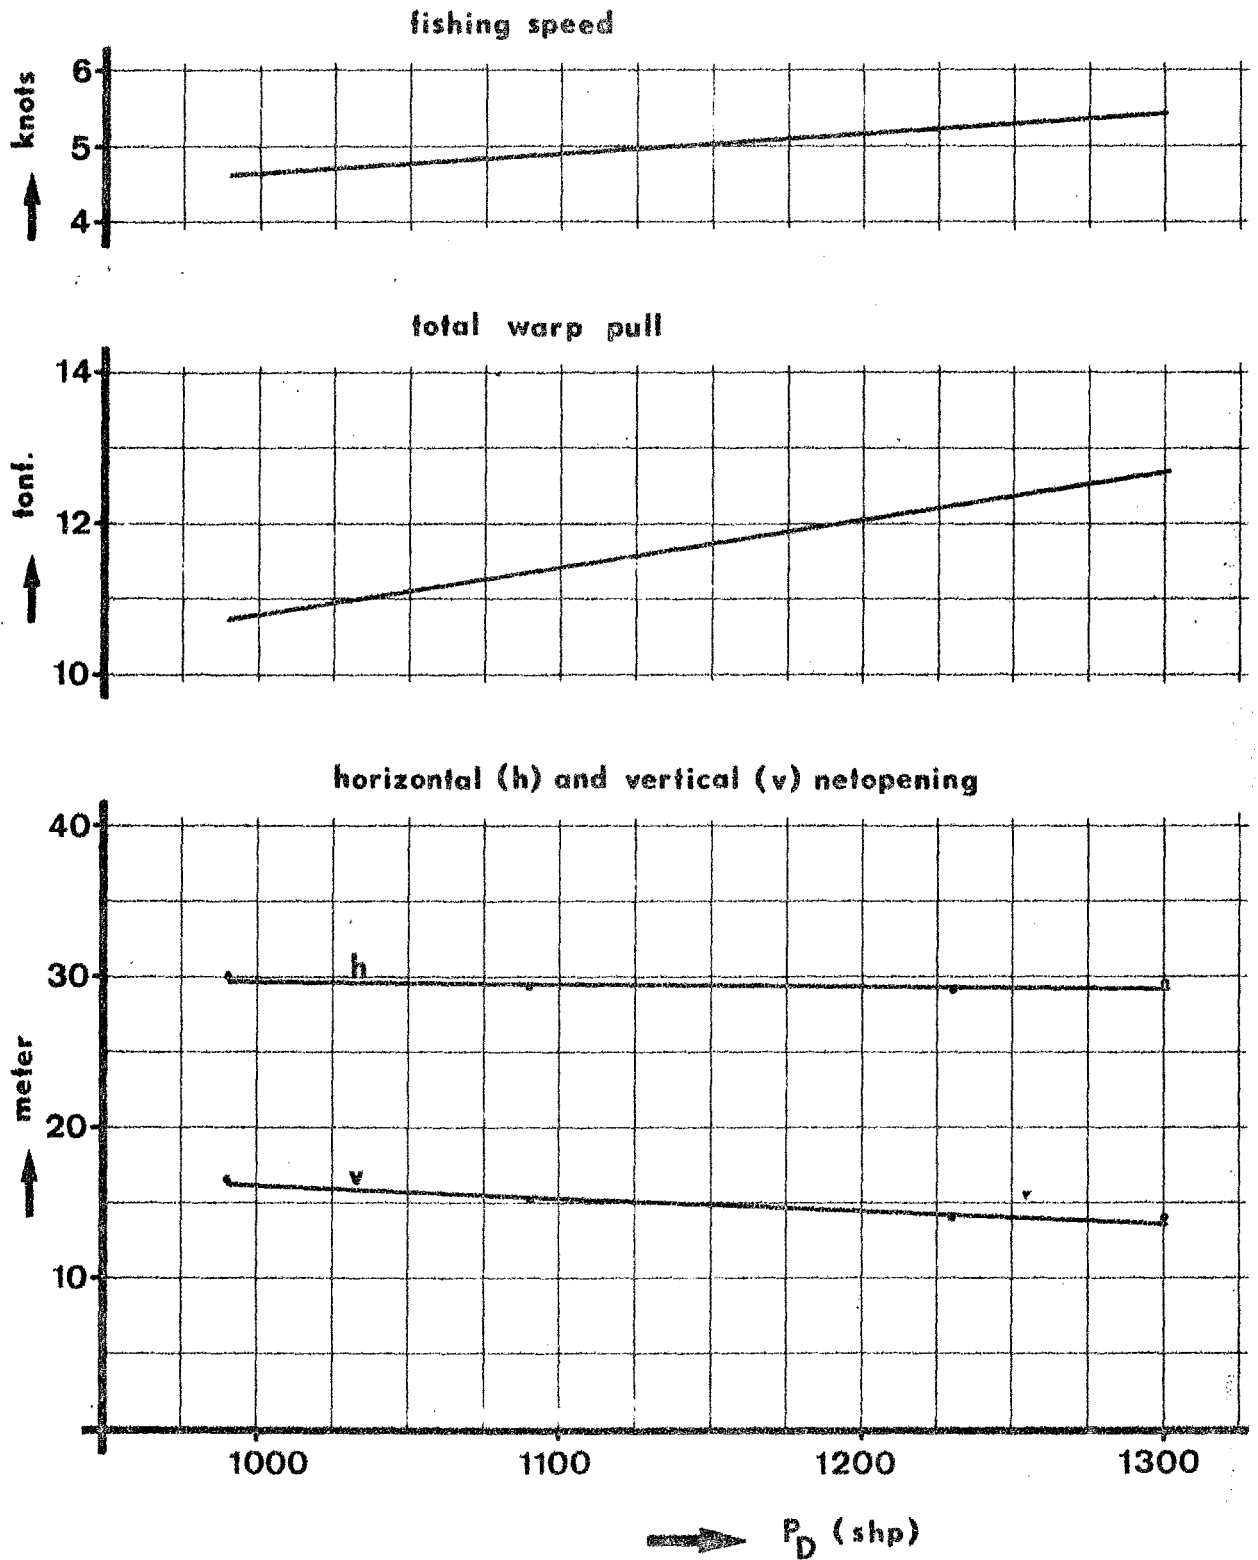 fishing speed
6
5
4
knots
total warp pull
14
12
10
tonf.
horizontal (h) and vertical (v) netopening
40
30
20
10
meter
h
v
v
1000 1100 1200 1300
P_D (shp)